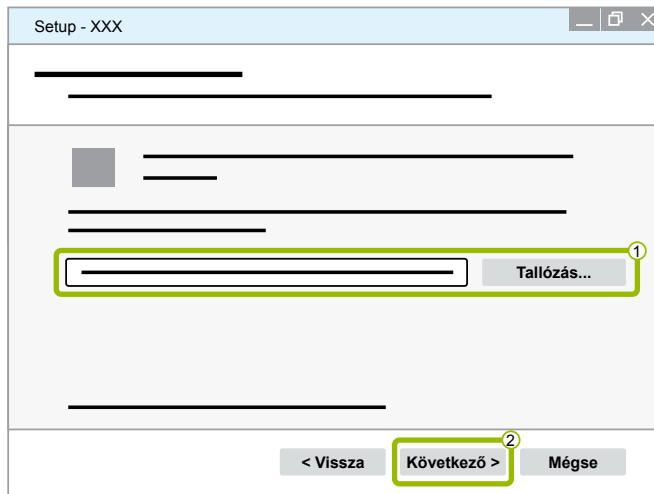 Setup - XXX
1
Tallózás...
2
< Vissza
Következő >
Mégse